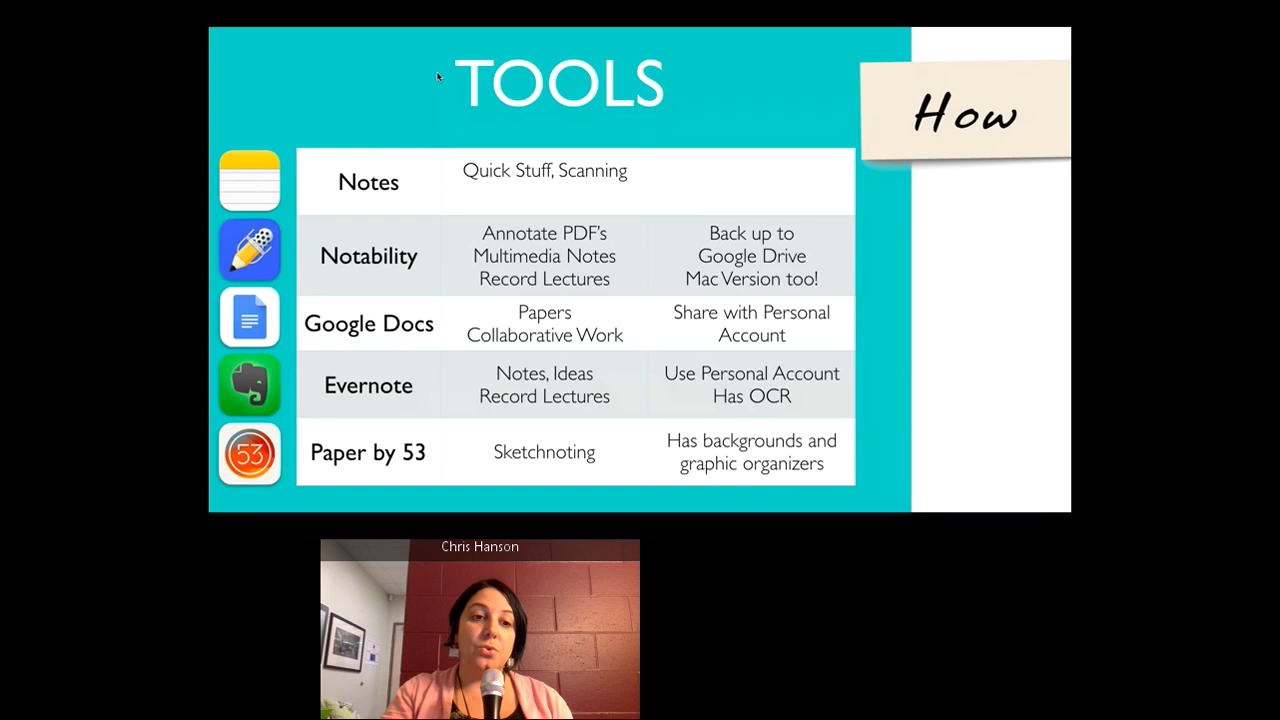 TOOLS
How
Notes
Quick Stuff, Scanning
Notability
Annotate PDF's
Multimedia Notes
Record Lectures
Back up to
Google Drive
Mac Version too!
Google Docs
Papers
Collaborative Work
Share with Personal
Account
Evernote
Notes, Ideas
Record Lectures
Use Personal Account
Has OCR
53
Paper by 53
Sketchnoting
Has backgrounds and
graphic organizers
Chris Hanson